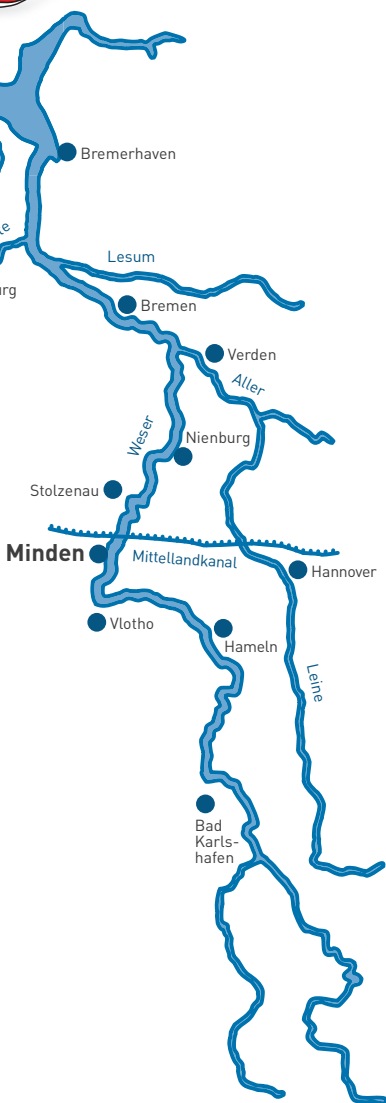 Bremerhaven
Lesum
Bremen
Verden
Aller
Weser
Nienburg
Stolzenau
Minden
Mittellandkanal
Hannover
Vlotho
Hameln
Leine
Bad
Karls-
hafen